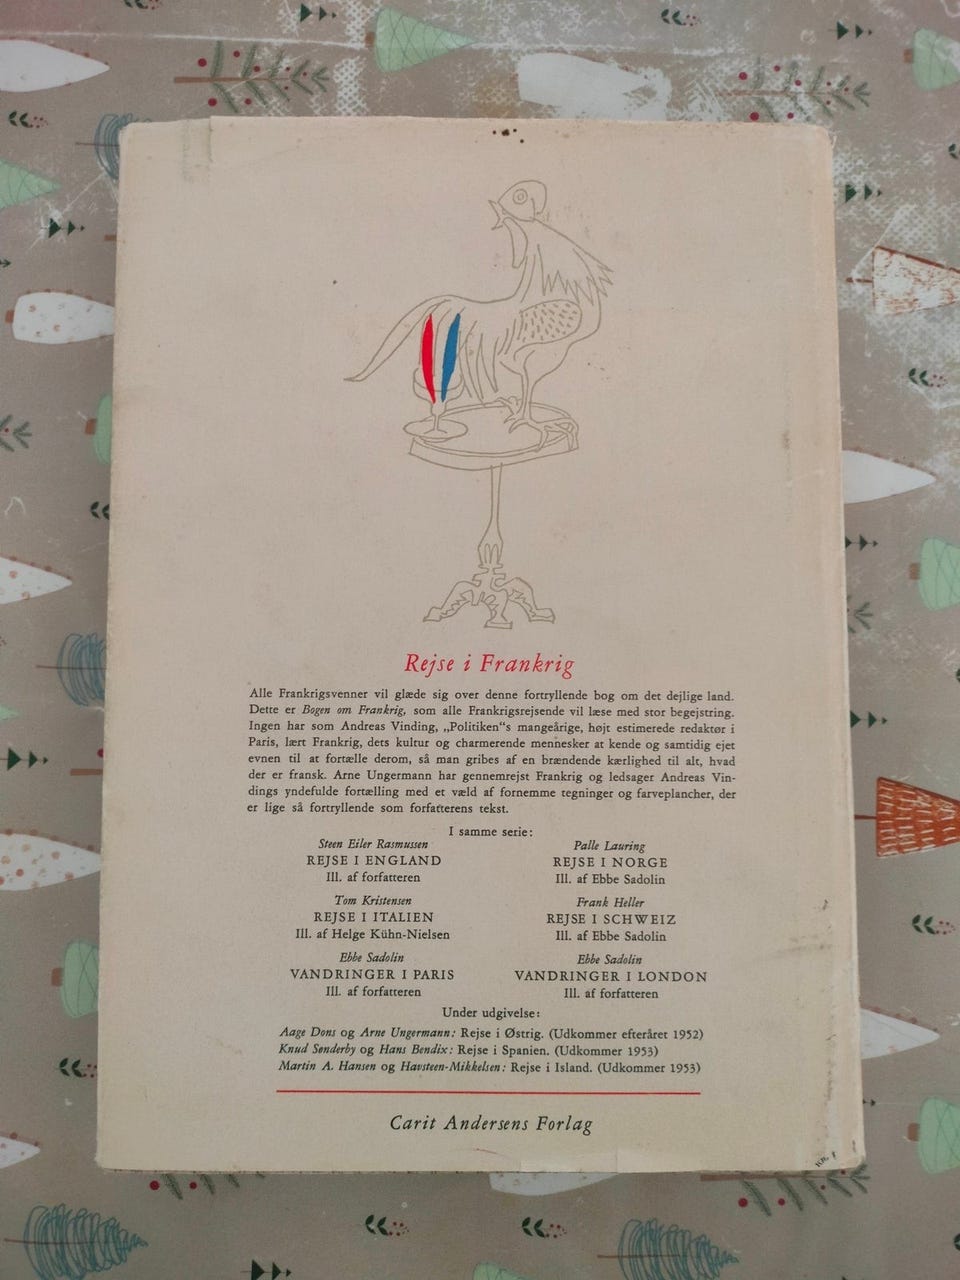 Rejse i Frankrig
Alle Frankrigsvenner vil glæde sig over denne fortryllende bog om det dejlige land.
Dette er Bogen om Frankrig, som alle Frankrigsrejsende vil læse med stor begejstring.
Ingen har som Andreas Vinding, „Politiken“s mangeårige, højt estimerede redaktør i
Paris, lært Frankrig, dets kultur og charmerende mennesker at kende og samtidig ejet
evnen til at fortælle derom, så man gribes af en brændende kærlighed til alt, hvad
der er fransk. Arne Ungermann har gennemrejst Frankrig og ledsager Andreas Vin-
dings yndefulde fortælling med et væld af fornemme tegninger og farveplancher, der
er lige så fortryllende som forfatterens tekst.
I samme serie:
Steen Eiler Rasmussen
REJSE I ENGLAND
Ill. af forfatteren
Palle Lauring
REJSE I NORGE
Ill. af Ebbe Sadolin
Tom Kristensen
REJSE I ITALIEN
Ill. af Helge Kühn-Nielsen
Frank Heller
REJSE I SCHWEIZ
Ill. af Ebbe Sadolin
Ebbe Sadolin
VANDRINGER I PARIS
Ill. af forfatteren
Ebbe Sadolin
VANDRINGER I LONDON
Ill. af forfatteren
Under udgivelse:
Aage Dons og Arne Ungermann: Rejse i Østrig. (Udkommer efteråret 1952)
Knud Sønderby og Hans Bendix: Rejse i Spanien. (Udkommer 1953)
Martin A. Hansen og Havsteen-Mikkelsen: Rejse i Island. (Udkommer 1953)
Carit Andersens Forlag